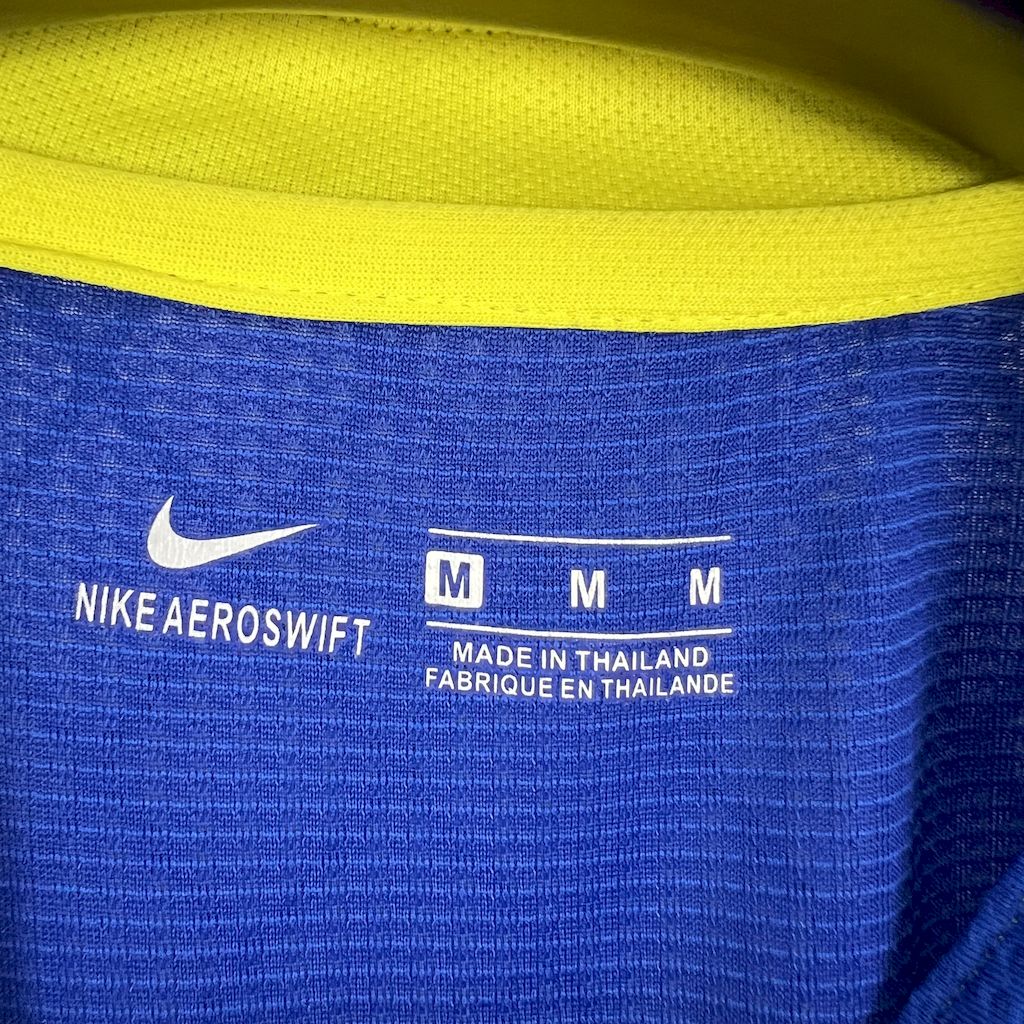 NIKE AEROSWIFT
M M M
MADE IN THAILAND
FABRIQUE EN THAILANDE